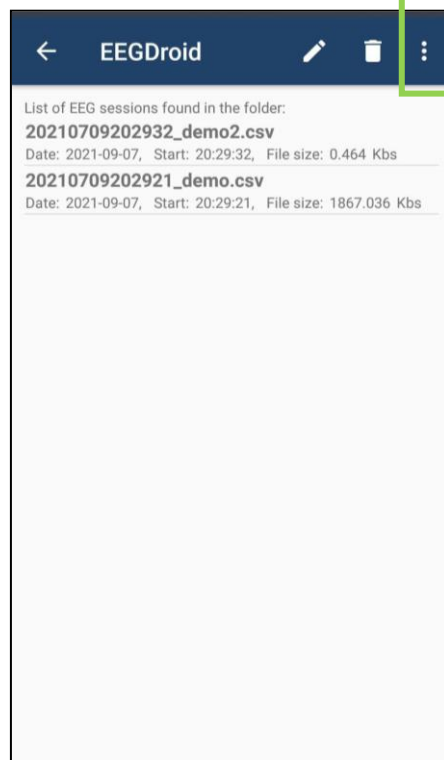 EEGDroid
List of EEG sessions found in the folder:
20210709202932_demo2.csv
Date: 2021-09-07, Start: 20:29:32, File size: 0.464 Kbs
20210709202921_demo.csv
Date: 2021-09-07, Start: 20:29:21, File size: 1867.036 Kbs